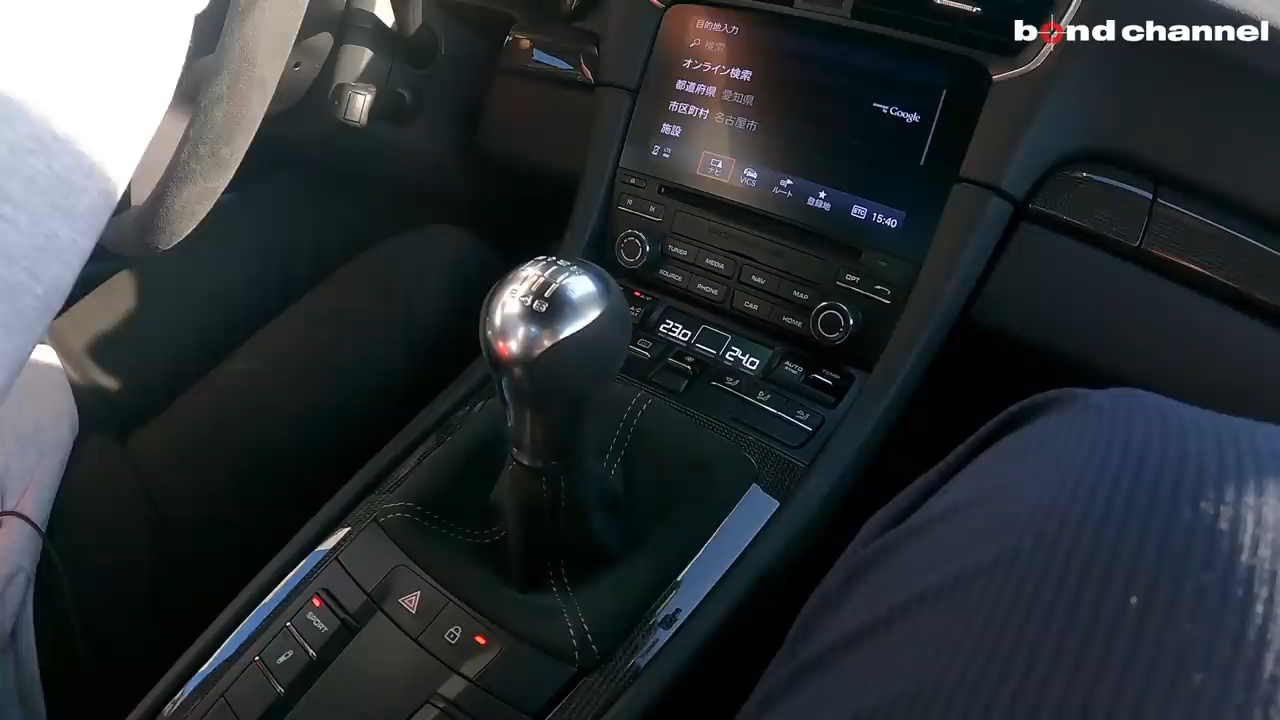 bond channel
目的地入力
検索
オンライン検索
都道府県 愛知県
市区町村 名古屋市
施設
Google
LTE
ナビ
VICS
ルート
登録地
ETC
15:40
TUNER
MEDIA
SOURCE
PHONE
NAV
MAP
CAR
HOME
OPT
A/C
23.0
24.0
AUTO
TEMP
SPORT